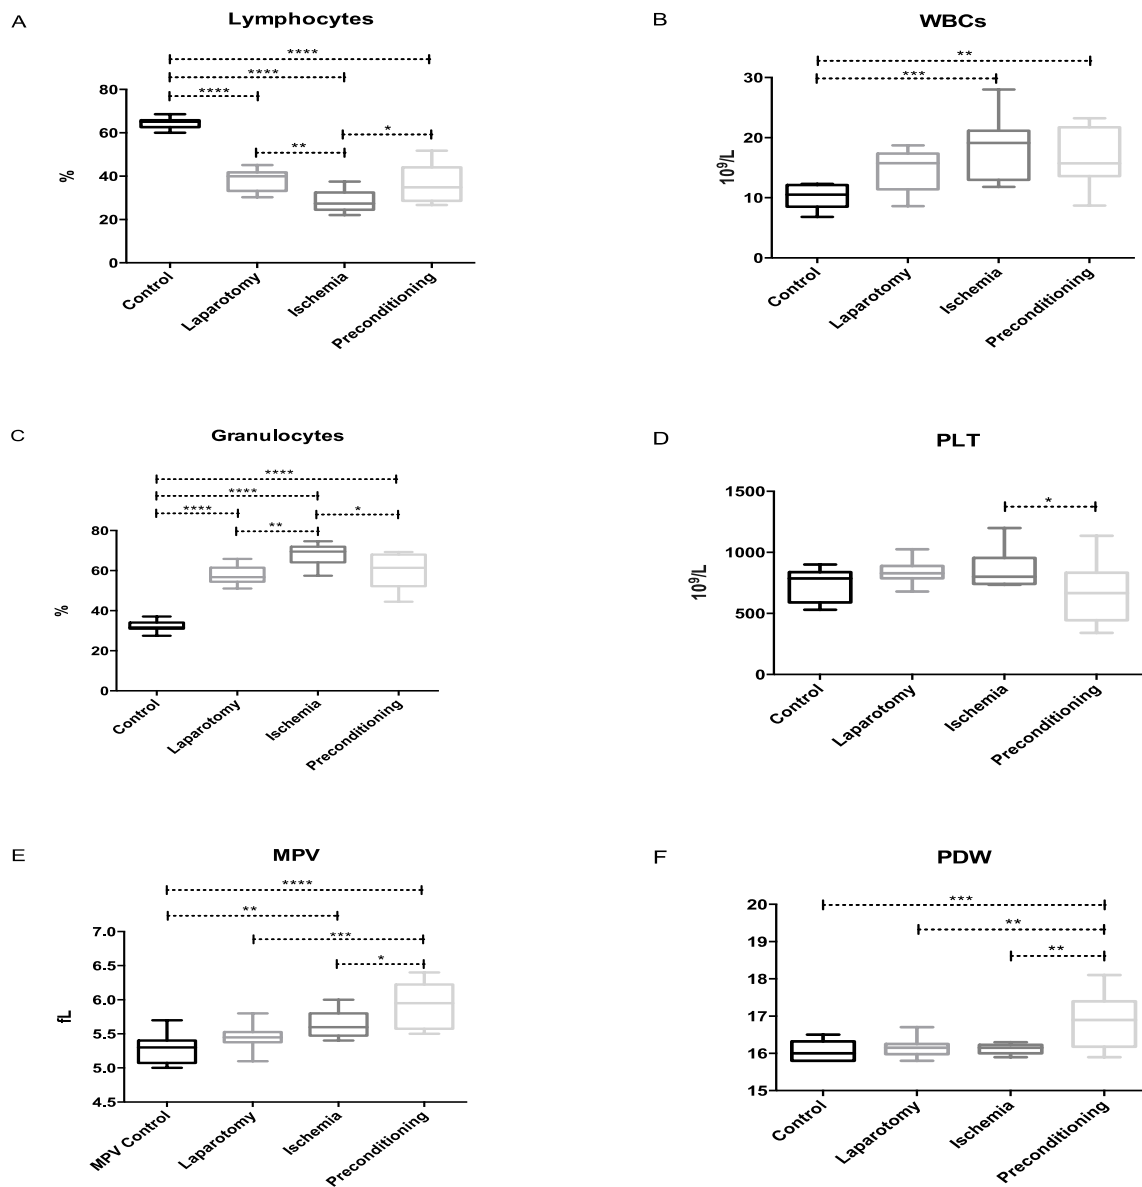 A
Lymphocytes
****
****
****
**
*
80
60
40
20
0
%
Control
Laparotomy
Ischemia
Preconditioning
B
WBCs
**
***
30
20
10
0
10⁹/L
Control
Laparotomy
Ischemia
Preconditioning
C
Granulocytes
****
****
****
*
**
80
60
40
20
0
%
Control
Laparotomy
Ischemia
Preconditioning
D
PLT
*
1500
1000
500
0
10⁹/L
Control
Laparotomy
Ischemia
Preconditioning
E
MPV
****
**
***
*
7.0
6.5
6.0
5.5
5.0
4.5
fL
MPV Control
Laparotomy
Ischemia
Preconditioning
F
PDW
***
**
**
20
19
18
17
16
15
Control
Laparotomy
Ischemia
Preconditioning